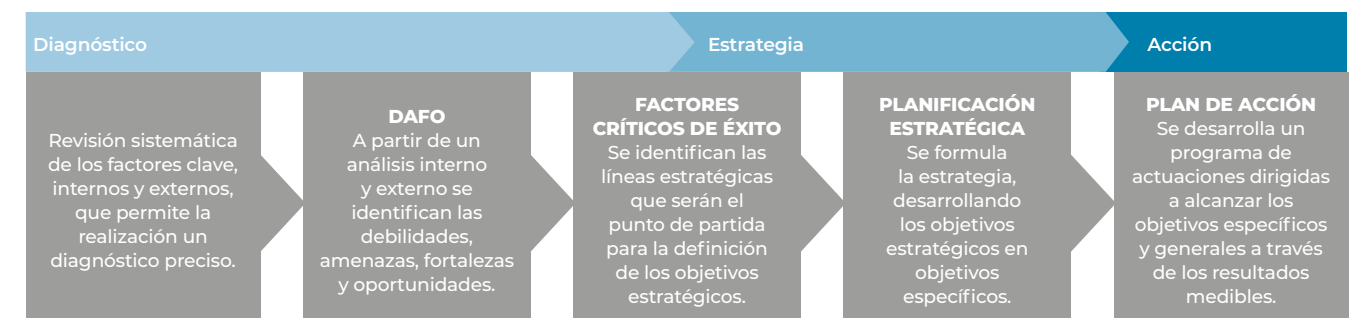 Diagnóstico
Estrategia
Acción
Revisión sistemática
de los factores clave,
internos y externos,
que permite la
realización un
diagnóstico preciso.
DAFO
A partir de un
análisis interno
y externo se
identifican las
debilidades,
amenazas, fortalezas
y oportunidades.
FACTORES
CRÍTICOS DE ÉXITO
Se identifican las
líneas estratégicas
que serán el
punto de partida
para la definición
de los objetivos
estratégicos.
PLANIFICACIÓN
ESTRATÉGICA
Se formula
la estrategia,
desarrollando
los objetivos
estratégicos en
objetivos
específicos.
PLAN DE ACCIÓN
Se desarrolla un
programa de
actuaciones dirigidas
a alcanzar los
objetivos específicos
y generales a través
de los resultados
medibles.